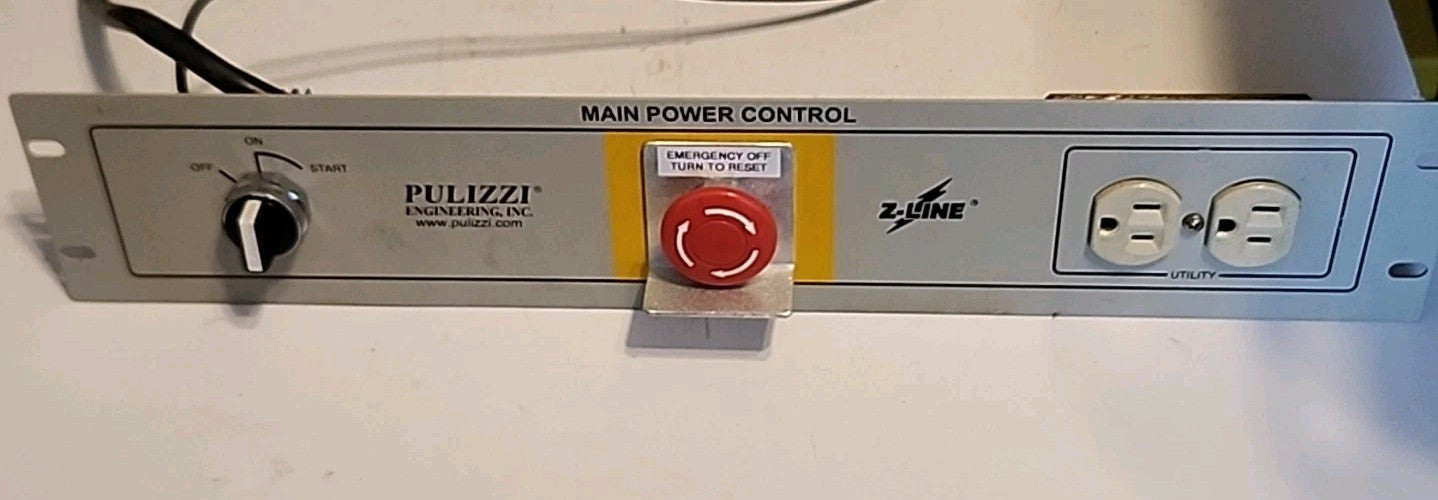 MAIN POWER CONTROL
OFF
ON
START
PULIZZI®
ENGINEERING, INC.
www.pulizzi.com
EMERGENCY OFF
TURN TO RESET
Z-LINE®
UTILITY